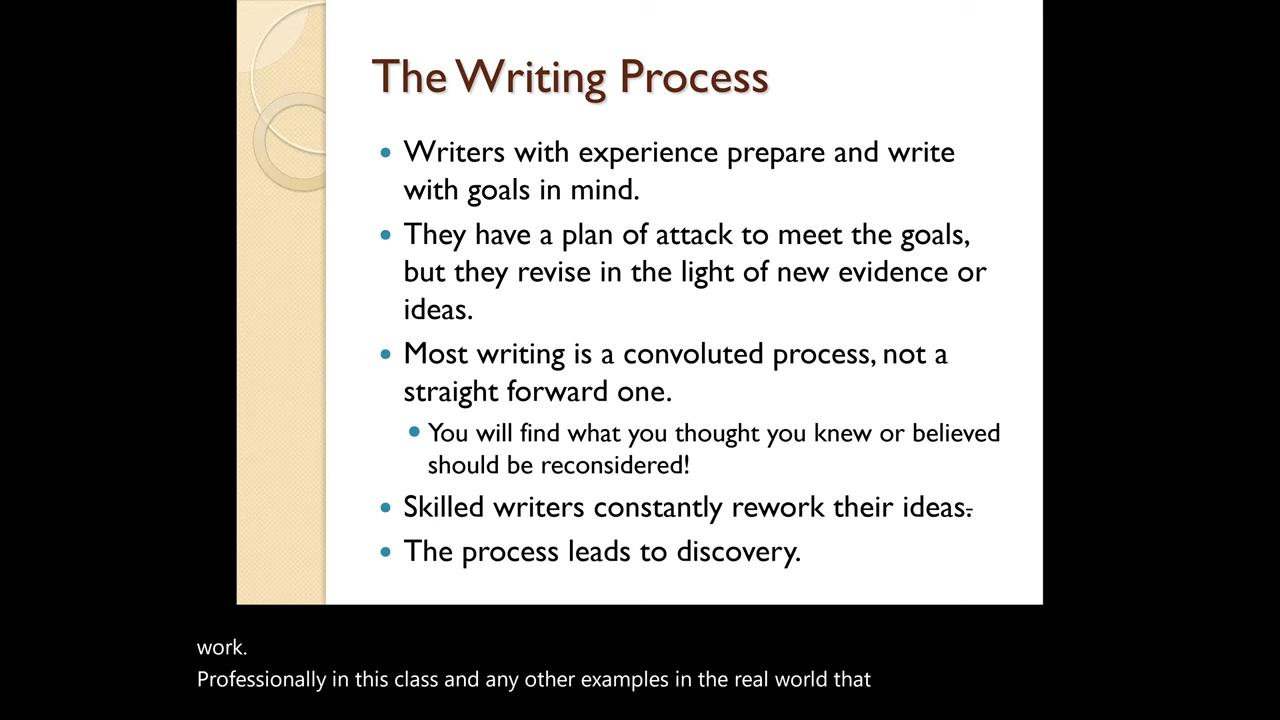 The Writing Process
• Writers with experience prepare and write
with goals in mind.
• They have a plan of attack to meet the goals,
but they revise in the light of new evidence or
ideas.
• Most writing is a convoluted process, not a
straight forward one.
• You will find what you thought you knew or believed
should be reconsidered!
• Skilled writers constantly rework their ideas.
• The process leads to discovery.
work.
Professionally in this class and any other examples in the real world that